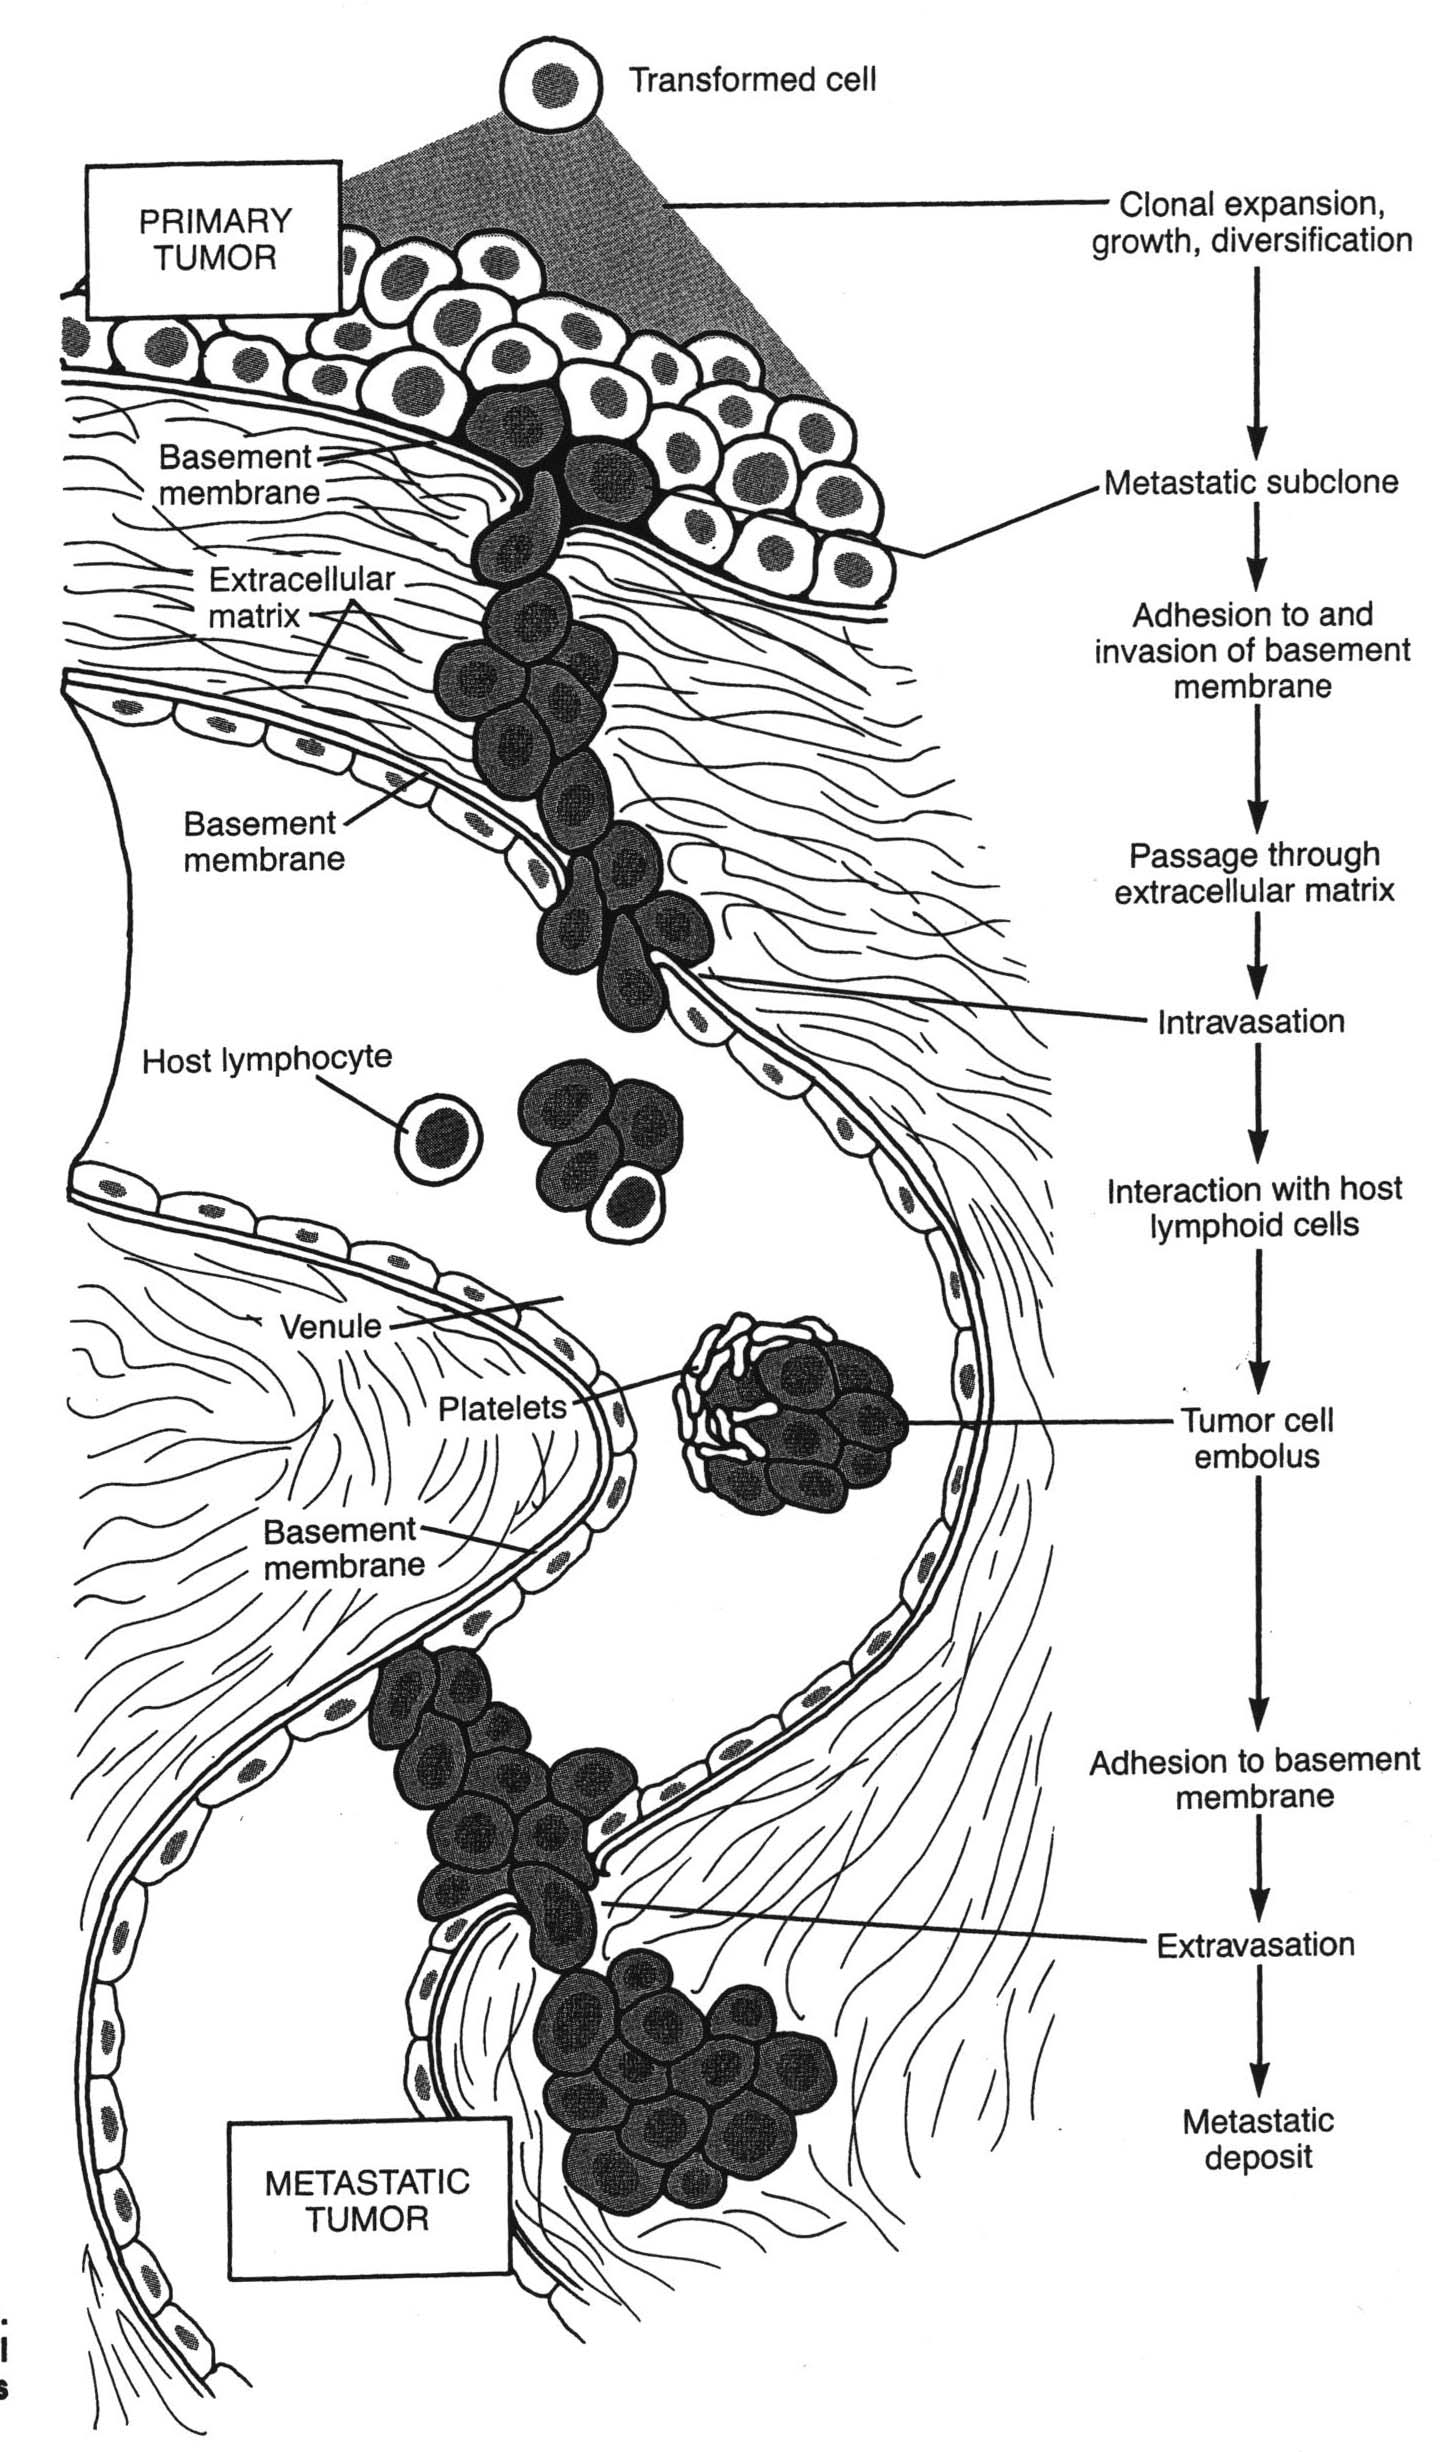 Transformed cell
PRIMARY
TUMOR
Clonal expansion,
growth, diversification
Basement
membrane
Metastatic subclone
Extracellular
matrix
Adhesion to and
invasion of basement
membrane
Basement
membrane
Passage through
extracellular matrix
Intravasation
Host lymphocyte
Interaction with host
lymphoid cells
Venule
Platelets
Tumor cell
embolus
Basement
membrane
Adhesion to basement
membrane
Extravasation
Metastatic
deposit
METASTATIC
TUMOR
i
s